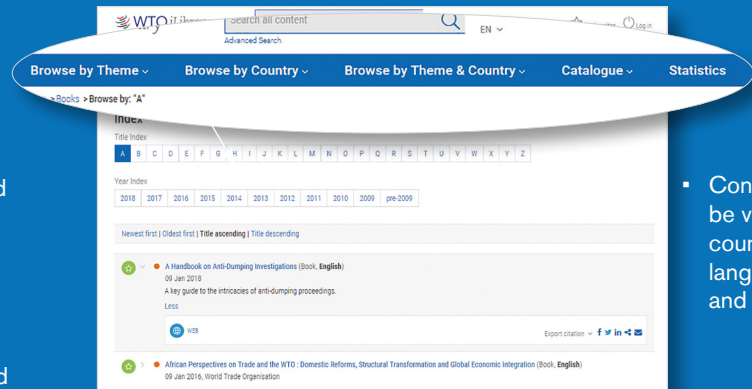 WTO iLibrary
Search all content
EN
Log in
Advanced Search
Browse by Theme
Browse by Country
Browse by Theme & Country
Catalogue
Statistics
> Books > Browse by: "A"
Index
Title Index
A B C D E F G H I J K L M N O P Q R S T U V W X Y Z
Year Index
2018 2017 2016 2015 2014 2013 2012 2011 2010 2009 pre-2009
Newest first | Oldest first | Title ascending | Title descending
A Handbook on Anti-Dumping Investigations (Book, English)
09 Jan 2018
A key guide to the intricacies of anti-dumping proceedings.
Less
WEB
Export citation
African Perspectives on Trade and the WTO : Domestic Reforms, Structural Transformation and Global Economic Integration (Book, English)
09 Jan 2016, World Trade Organisation
d
d
▪ Con
be v
coun
lang
and